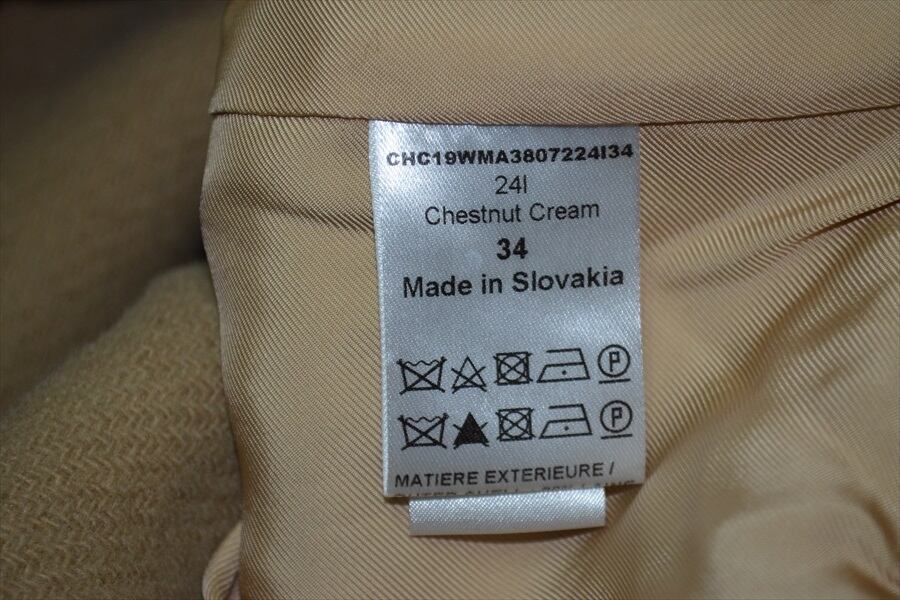 CHC19WMA3807224I34
24I
Chestnut Cream
34
Made in Slovakia
P
P
MATIERE EXTERIEURE /